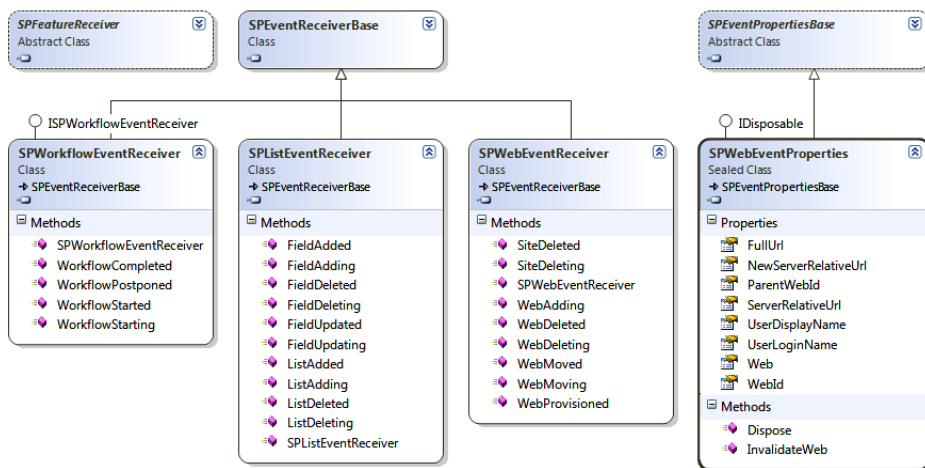 SPFeatureReceiver
Abstract Class
SPEventReceiverBase
Class
SPEventPropertiesBase
Abstract Class
ISPWorkflowEventReceiver
IDisposable
SPWorkflowEventReceiver
Class
SPEventReceiverBase
Methods
SPWorkflowEventReceiver
WorkflowCompleted
WorkflowPostponed
WorkflowStarted
WorkflowStarting
SPListEventReceiver
Class
SPEventReceiverBase
Methods
FieldAdded
FieldAdding
FieldDeleted
FieldDeleting
FieldUpdated
FieldUpdating
ListAdded
ListAdding
ListDeleted
ListDeleting
SPListEventReceiver
SPWebEventReceiver
Class
SPEventReceiverBase
Methods
SiteDeleted
SiteDeleting
SPWebEventReceiver
WebAdding
WebDeleted
WebDeleting
WebMoved
WebMoving
WebProvisioned
SPWebEventProperties
Sealed Class
SPEventPropertiesBase
Properties
FullUrl
NewServerRelativeUrl
ParentWebId
ServerRelativeUrl
UserDisplayName
UserLoginName
Web
WebId
Methods
Dispose
InvalidateWeb